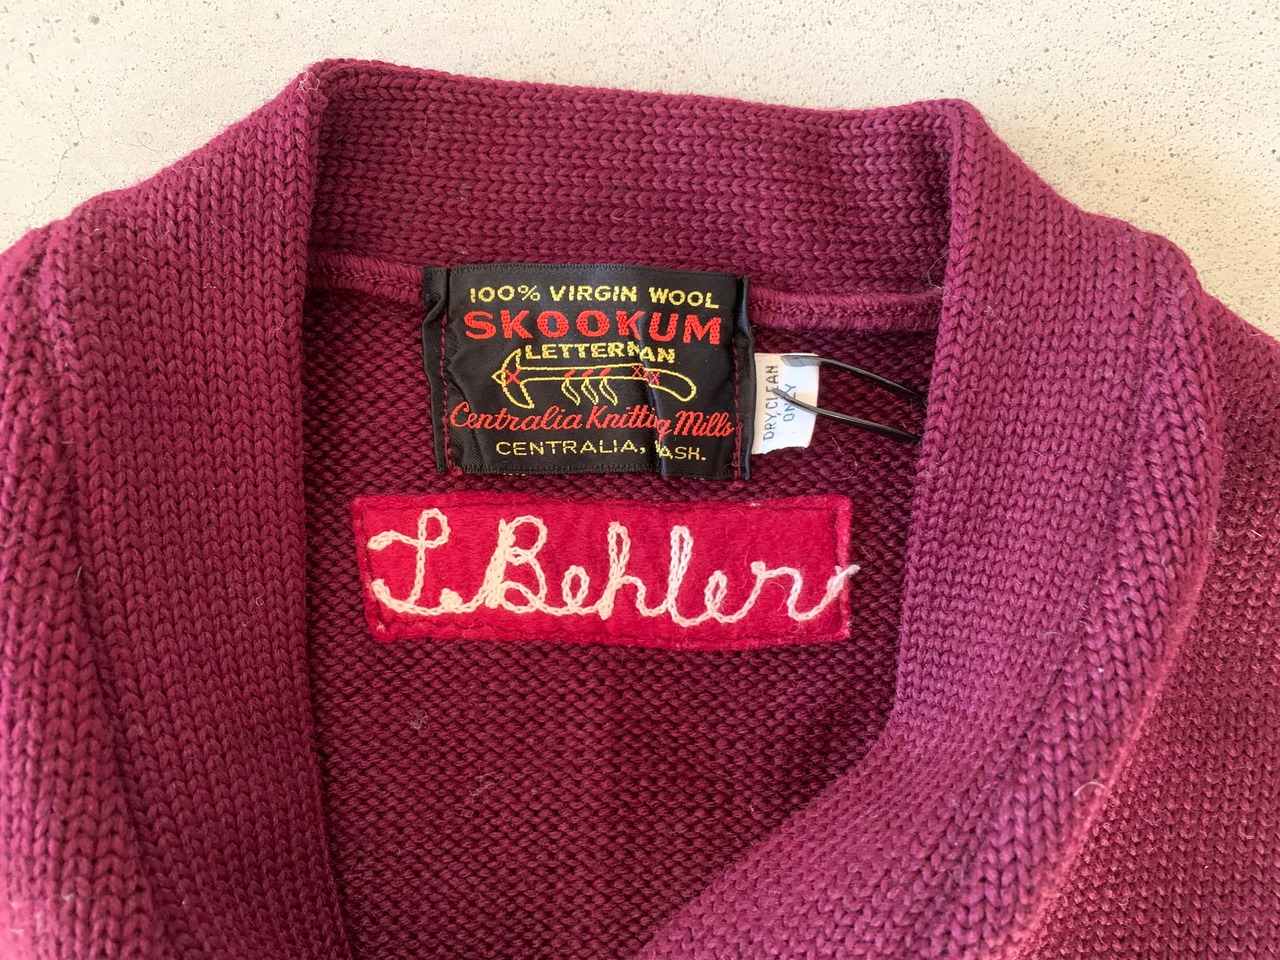 100% VIRGIN WOOL
SKOOKUM
LETTERMAN
Centralia Knitting Mills
CENTRALIA, WASH.
DRY CLEAN
ONLY
L. Behler